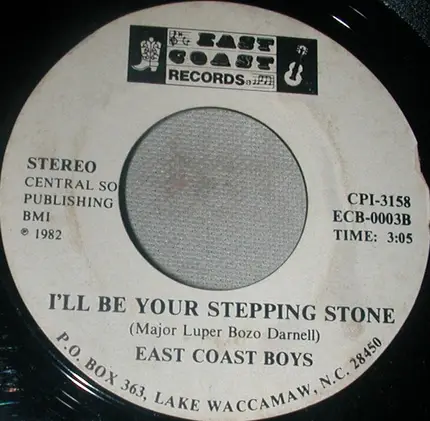 EAST
COAST
RECORDS
STEREO
CENTRAL SO
PUBLISHING
BMI
℗ 1982
CPI-3158
ECB-0003B
TIME: 3:05
I'LL BE YOUR STEPPING STONE
(Major Luper Bozo Darnell)
EAST COAST BOYS
P.O. BOX 363, LAKE WACCAMAW, N.C. 28450